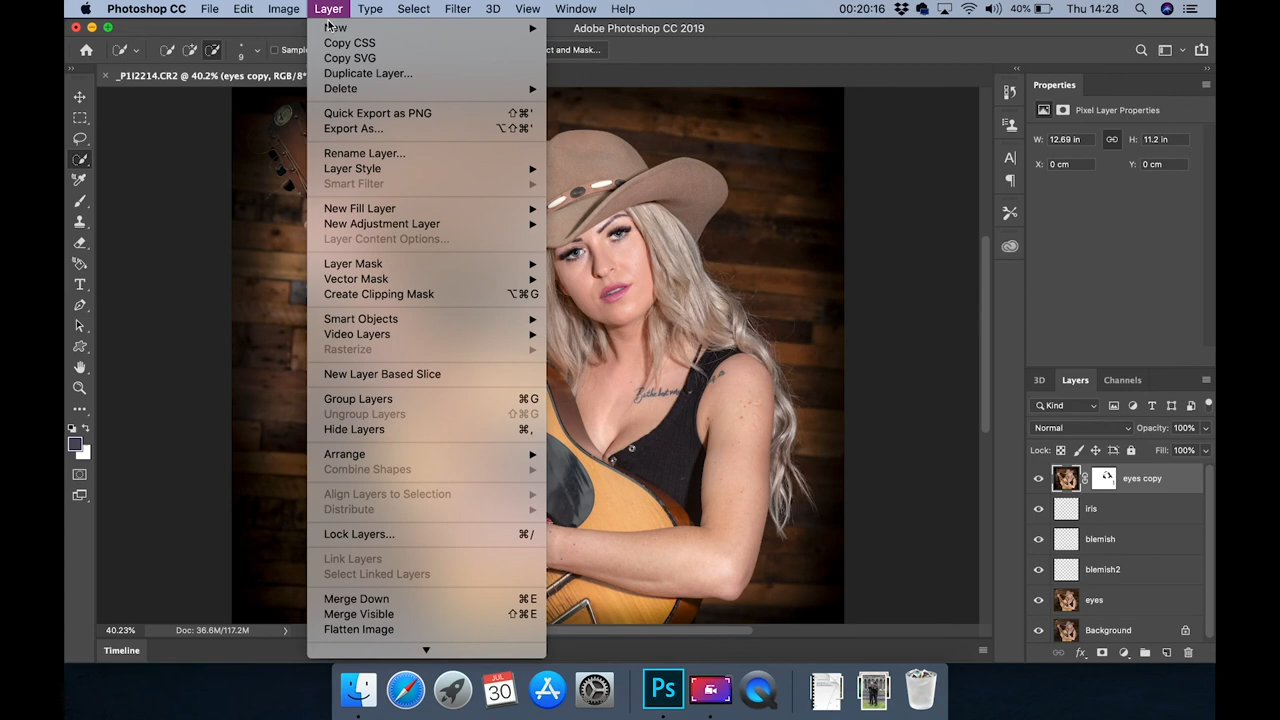 Photoshop CC File Edit Image Layer Type Select Filter 3D View Window Help 00:20:16 40% Thu 14:28
Adobe Photoshop CC 2019
9 Sample ct and Mask...
_P1I2214.CR2 @ 40.2% (eyes copy, RGB/8*
New
Copy CSS
Copy SVG
Duplicate Layer...
Delete
Quick Export as PNG ⇧⌘'
Export As... ⌥⇧⌘'
Rename Layer...
Layer Style
Smart Filter
New Fill Layer
New Adjustment Layer
Layer Content Options...
Layer Mask
Vector Mask
Create Clipping Mask ⌥⌘G
Smart Objects
Video Layers
Rasterize
New Layer Based Slice
Group Layers ⌘G
Ungroup Layers ⇧⌘G
Hide Layers ⌘,
Arrange
Combine Shapes
Align Layers to Selection
Distribute
Lock Layers... ⌘/
Link Layers
Select Linked Layers
Merge Down ⌘E
Merge Visible ⇧⌘E
Flatten Image
Properties
Pixel Layer Properties
W: 12.69 in H: 11.2 in
X: 0 cm Y: 0 cm
3D Layers Channels
Kind
Normal Opacity: 100%
Lock: Fill: 100%
eyes copy
iris
blemish
blemish2
eyes
Background
40.23% Doc: 36.6M/117.2M
Timeline
JUL
30
Ps